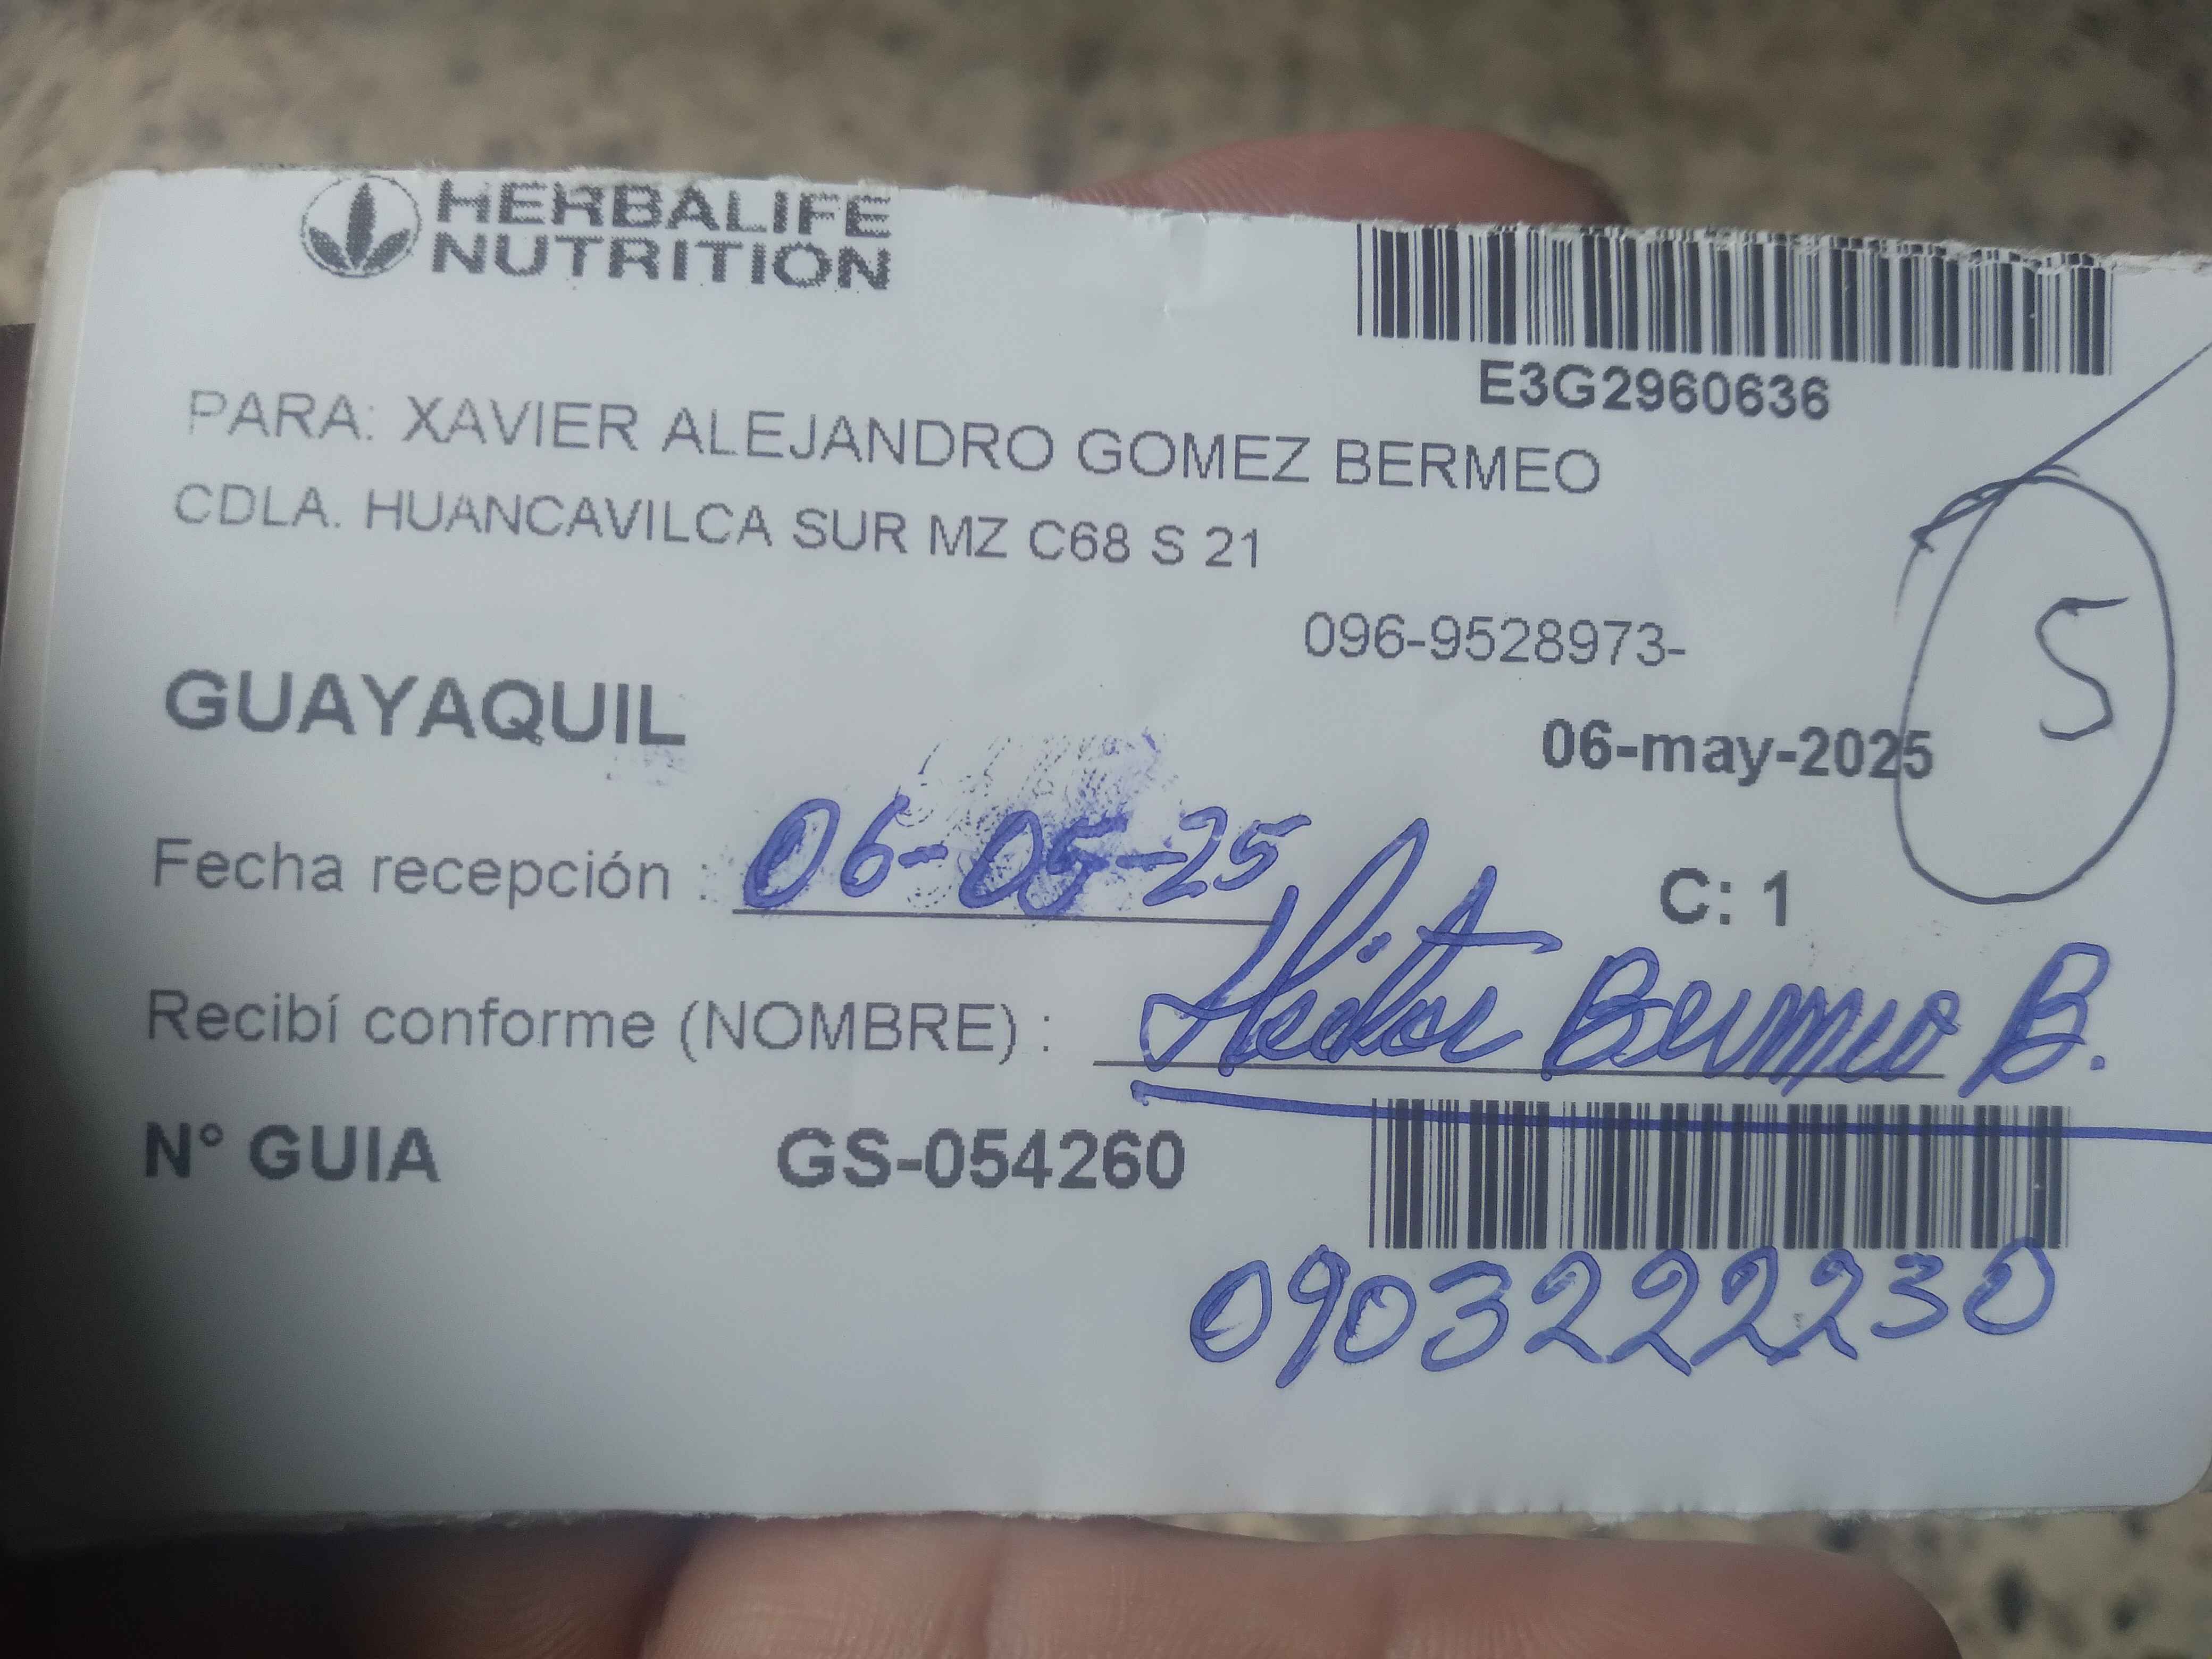 HERBALIFE
NUTRITION
E3G2960636
PARA: XAVIER ALEJANDRO GOMEZ BERMEO
CDLA. HUANCAVILCA SUR MZ C68 S 21
096-9528973-
S
GUAYAQUIL
06-may-2025
Fecha recepción : 06-05-25
C: 1
Recibí conforme (NOMBRE) : Héctor Bermeo B.
N° GUIA GS-054260
0903222230